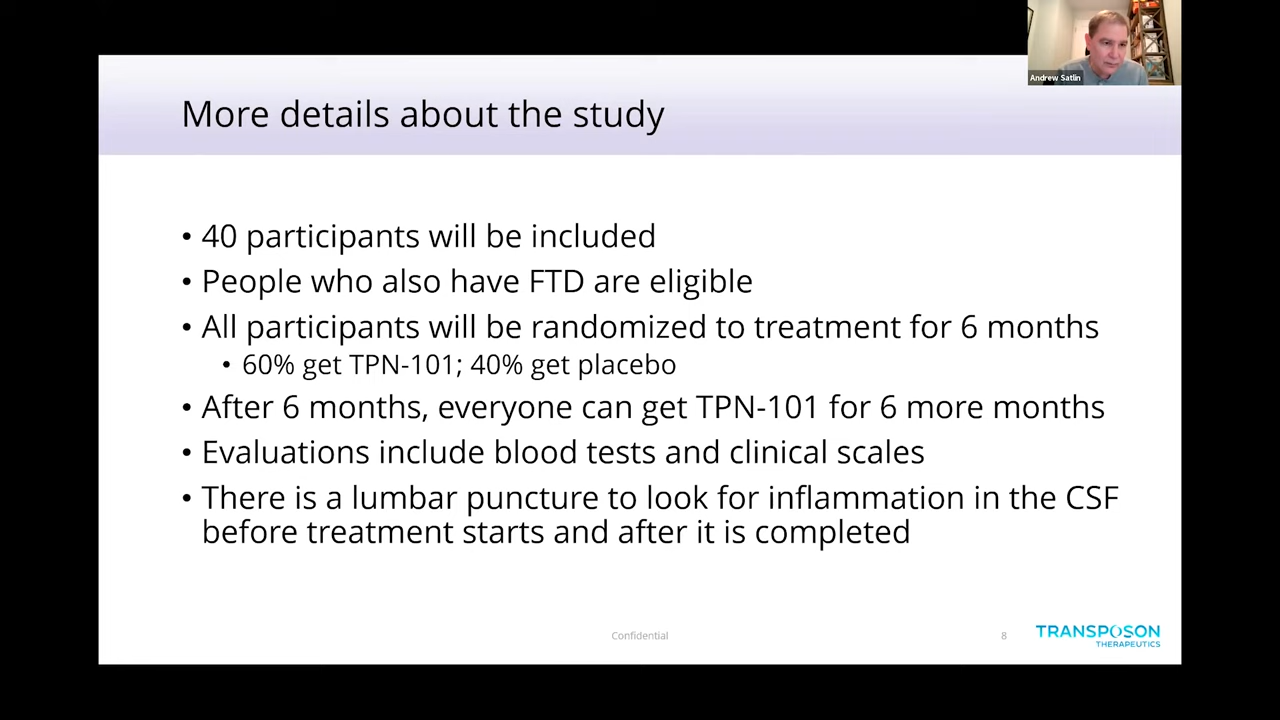 Andrew Satlin
More details about the study
• 40 participants will be included
• People who also have FTD are eligible
• All participants will be randomized to treatment for 6 months
• 60% get TPN-101; 40% get placebo
• After 6 months, everyone can get TPN-101 for 6 more months
• Evaluations include blood tests and clinical scales
• There is a lumbar puncture to look for inflammation in the CSF
before treatment starts and after it is completed
Confidential
8
TRANSPOSON
THERAPEUTICS